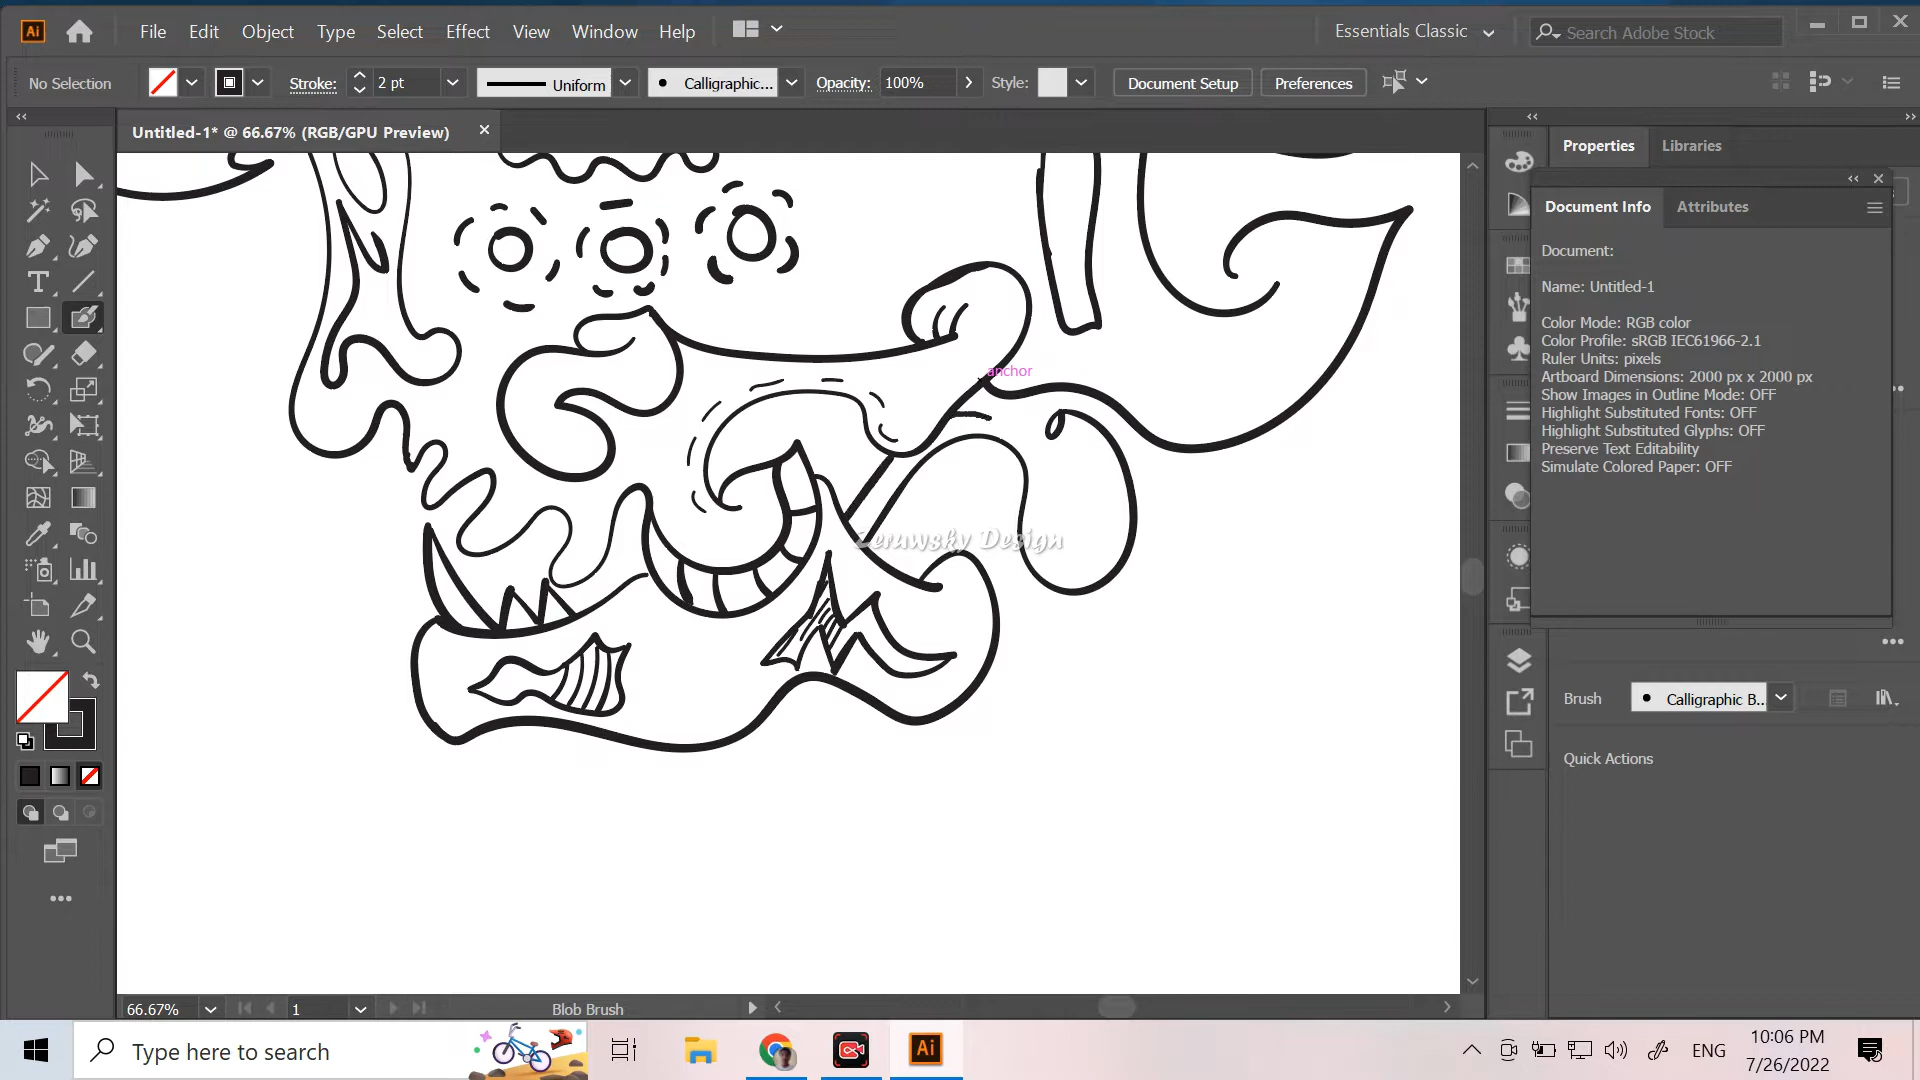 Ai File Edit Object Type Select Effect View Window Help Essentials Classic Search Adobe Stock
No Selection Stroke: 2 pt Uniform Calligraphic... Opacity: 100% Style: Document Setup Preferences
Untitled-1* @ 66.67% (RGB/GPU Preview)
Properties Libraries
Document Info Attributes
Document:
Name: Untitled-1
Color Mode: RGB color
Color Profile: sRGB IEC61966-2.1
Ruler Units: pixels
Artboard Dimensions: 2000 px x 2000 px
Show Images in Outline Mode: OFF
Highlight Substituted Fonts: OFF
Highlight Substituted Glyphs: OFF
Preserve Text Editability
Simulate Colored Paper: OFF
anchor
Zerawsky Design
Brush Calligraphic B...
Quick Actions
66.67% 1 Blob Brush
Type here to search
Ai
ENG
10:06 PM
7/26/2022